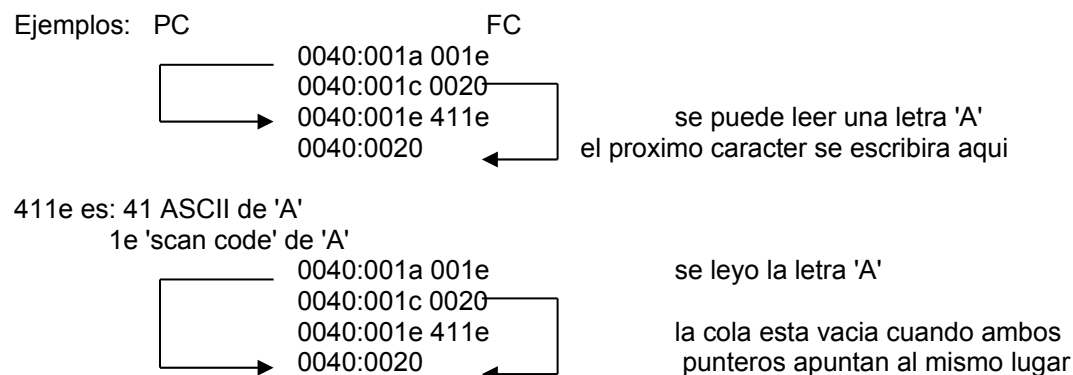 Ejemplos: PC FC
0040:001a 001e
0040:001c 0020
0040:001e 411e se puede leer una letra 'A'
0040:0020 el proximo caracter se escribira aqui
411e es: 41 ASCII de 'A'
1e 'scan code' de 'A'
0040:001a 001e se leyo la letra 'A'
0040:001c 0020
0040:001e 411e la cola esta vacia cuando ambos
0040:0020 punteros apuntan al mismo lugar